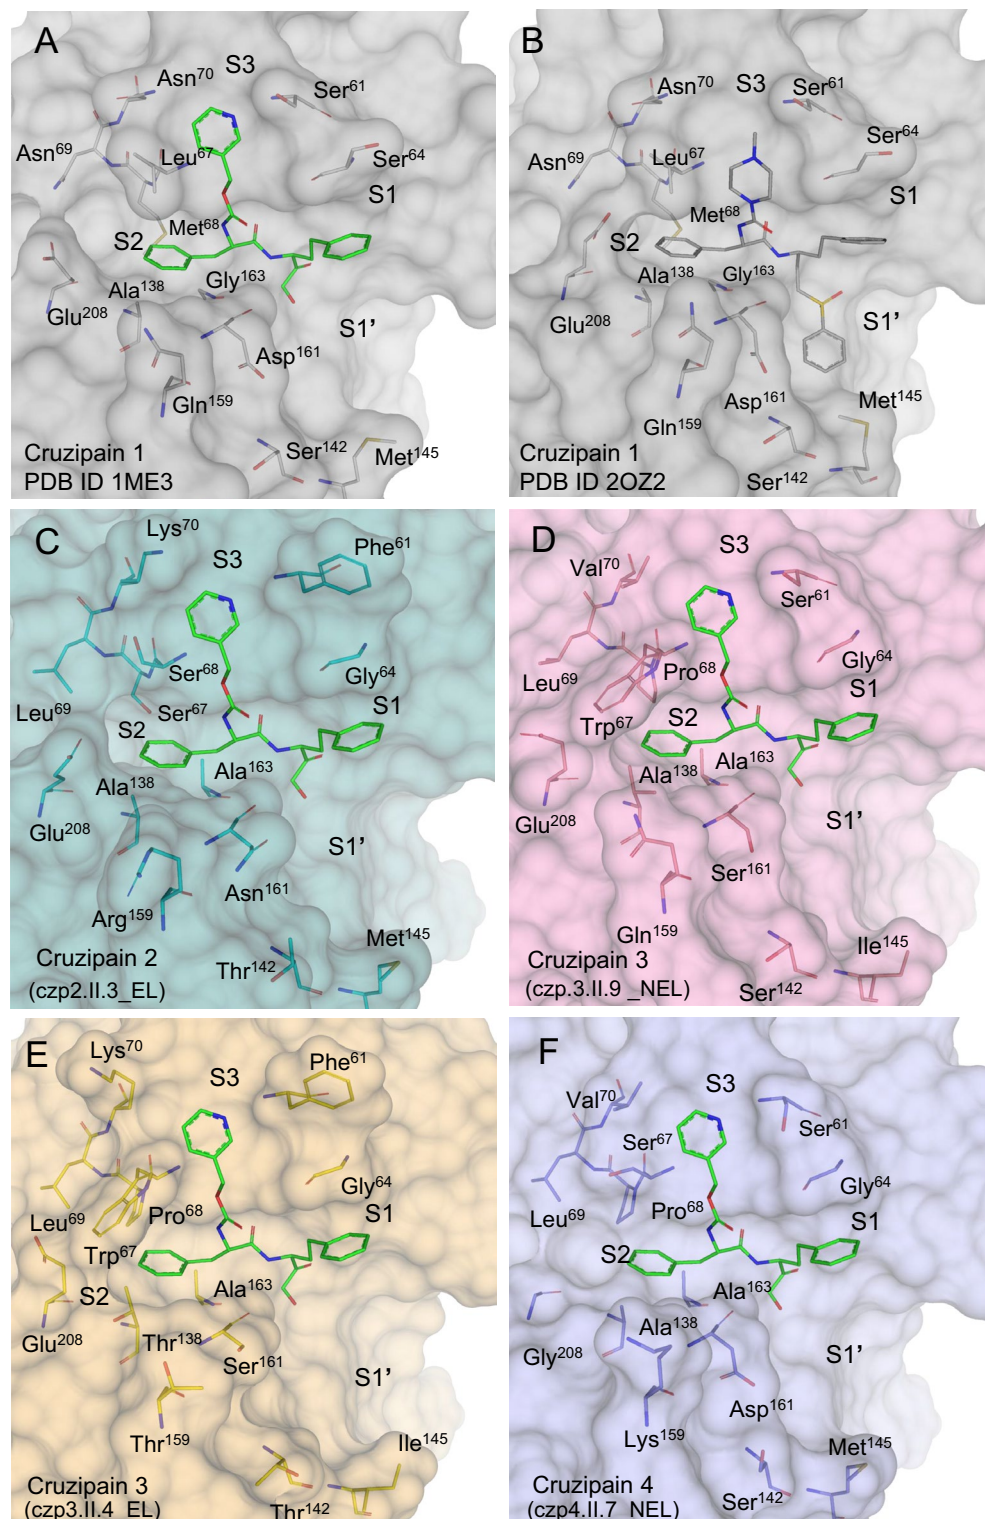 A
S3
Asn70
Ser61
Asn69
Leu67
Ser64
S1
Met68
S2
Gly163
Ala138
Glu208
S1’
Asp161
Gln159
Ser142
Met145
Cruzipain 1
PDB ID 1ME3
B
S3
Asn70
Ser61
Ser64
Asn69
Leu67
S1
Met68
S2
Ala138
Gly163
Glu208
S1’
Asp161
Met145
Gln159
Ser142
Cruzipain 1
PDB ID 2OZ2
C
Lys70
S3
Phe61
Ser68
Gly64
Leu69
Ser67
S1
S2
Ala163
Ala138
Glu208
S1’
Asn161
Arg159
Met145
Thr142
Cruzipain 2
(czp2.II.3_EL)
D
S3
Val70
Ser61
Gly64
Leu69
Pro68
S1
Trp67
S2
Ala163
Ala138
Glu208
S1’
Ser161
Gln159
Ile145
Ser142
Cruzipain 3
(czp.3.II.9 _NEL)
E
Lys70
S3
Phe61
Gly64
Leu69
Pro68
S1
Trp67
S2
Ala163
Glu208
Thr138
Ser161
S1’
Thr159
Ile145
Thr142
Cruzipain 3
(czp3.II.4_EL)
F
S3
Val70
Ser67
Ser61
Gly64
Leu69
Pro68
S1
S2
Ala163
Ala138
Gly208
S1’
Asp161
Lys159
Met145
Ser142
Cruzipain 4
(czp4.II.7_NEL)